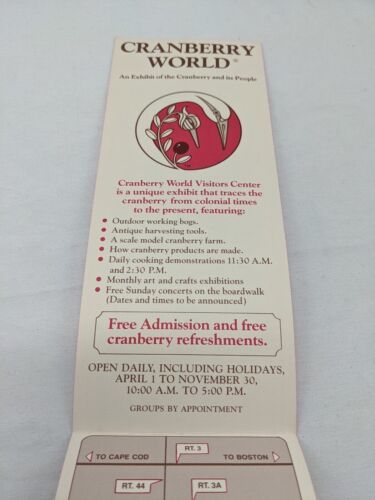 CRANBERRY
WORLD®
An Exhibit of the Cranberry and its People
Cranberry World Visitors Center
is a unique exhibit that traces the
cranberry from colonial times
to the present, featuring:
• Outdoor working bogs.
• Antique harvesting tools.
• A scale model cranberry farm.
• How cranberry products are made.
• Daily cooking demonstrations 11:30 A.M.
and 2:30 P.M.
• Monthly art and crafts exhibitions
• Free Sunday concerts on the boardwalk
(Dates and times to be announced)
Free Admission and free
cranberry refreshments.
OPEN DAILY, INCLUDING HOLIDAYS,
APRIL 1 TO NOVEMBER 30,
10:00 A.M. TO 5:00 P.M.
GROUPS BY APPOINTMENT
RT. 3
TO CAPE COD
TO BOSTON
RT. 44
RT. 3A